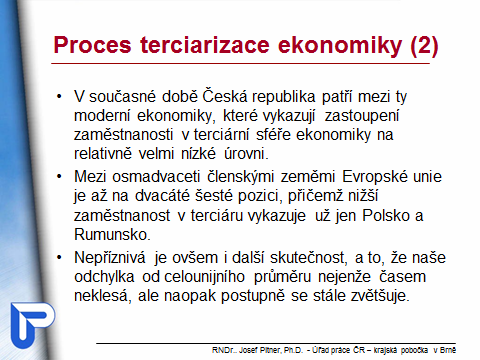 Proces terciarizace ekonomiky (2)
• V současné době Česká republika patří mezi ty
moderní ekonomiky, které vykazují zastoupení
zaměstnanosti v terciární sféře ekonomiky na
relativně velmi nízké úrovni.
• Mezi osmadvaceti členskými zeměmi Evropské unie
je až na dvacáté šesté pozici, přičemž nižší
zaměstnanost v terciáru vykazuje už jen Polsko a
Rumunsko.
• Nepříznivá je ovšem i další skutečnost, a to, že naše
odchylka od celounijního průměru nejenže časem
neklesá, ale naopak postupně se stále zvětšuje.
RNDr., Josef Pitner, Ph.D. - Úřad práce ČR – krajská pobočka v Brně